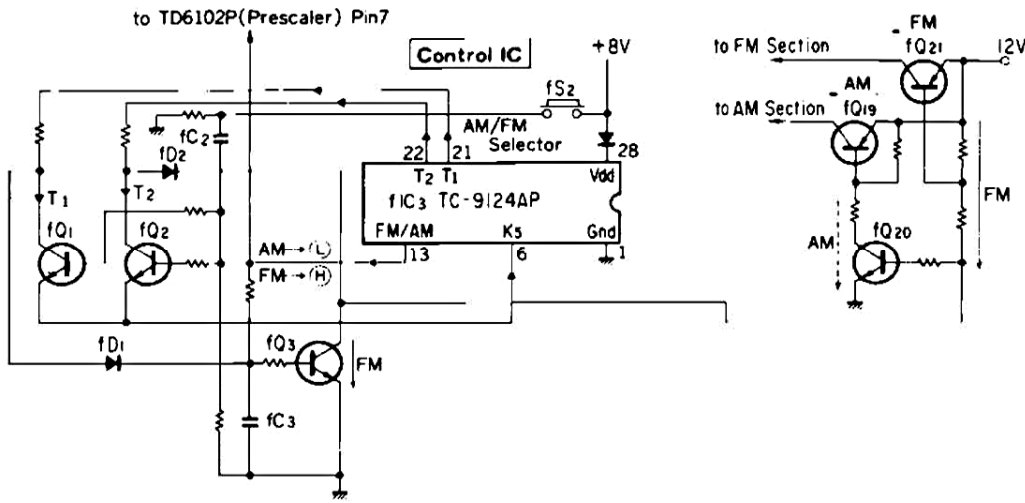 to TD6102P(Prescaler) Pin7
Control IC
+8V
to FM Section
FM
fQ21
12V
fS2
AM
fC2
AM/FM
Selector
to AM Section
fQ19
fD2
22
21
28
T2
T1
Vdd
fIC3 TC-9124AP
T1
T2
FM
fQ1
fQ2
FM/AM
K5
Gnd
AM→(L)
13
6
1
AM
fQ20
FM→(H)
fD1
fQ3
FM
fC3